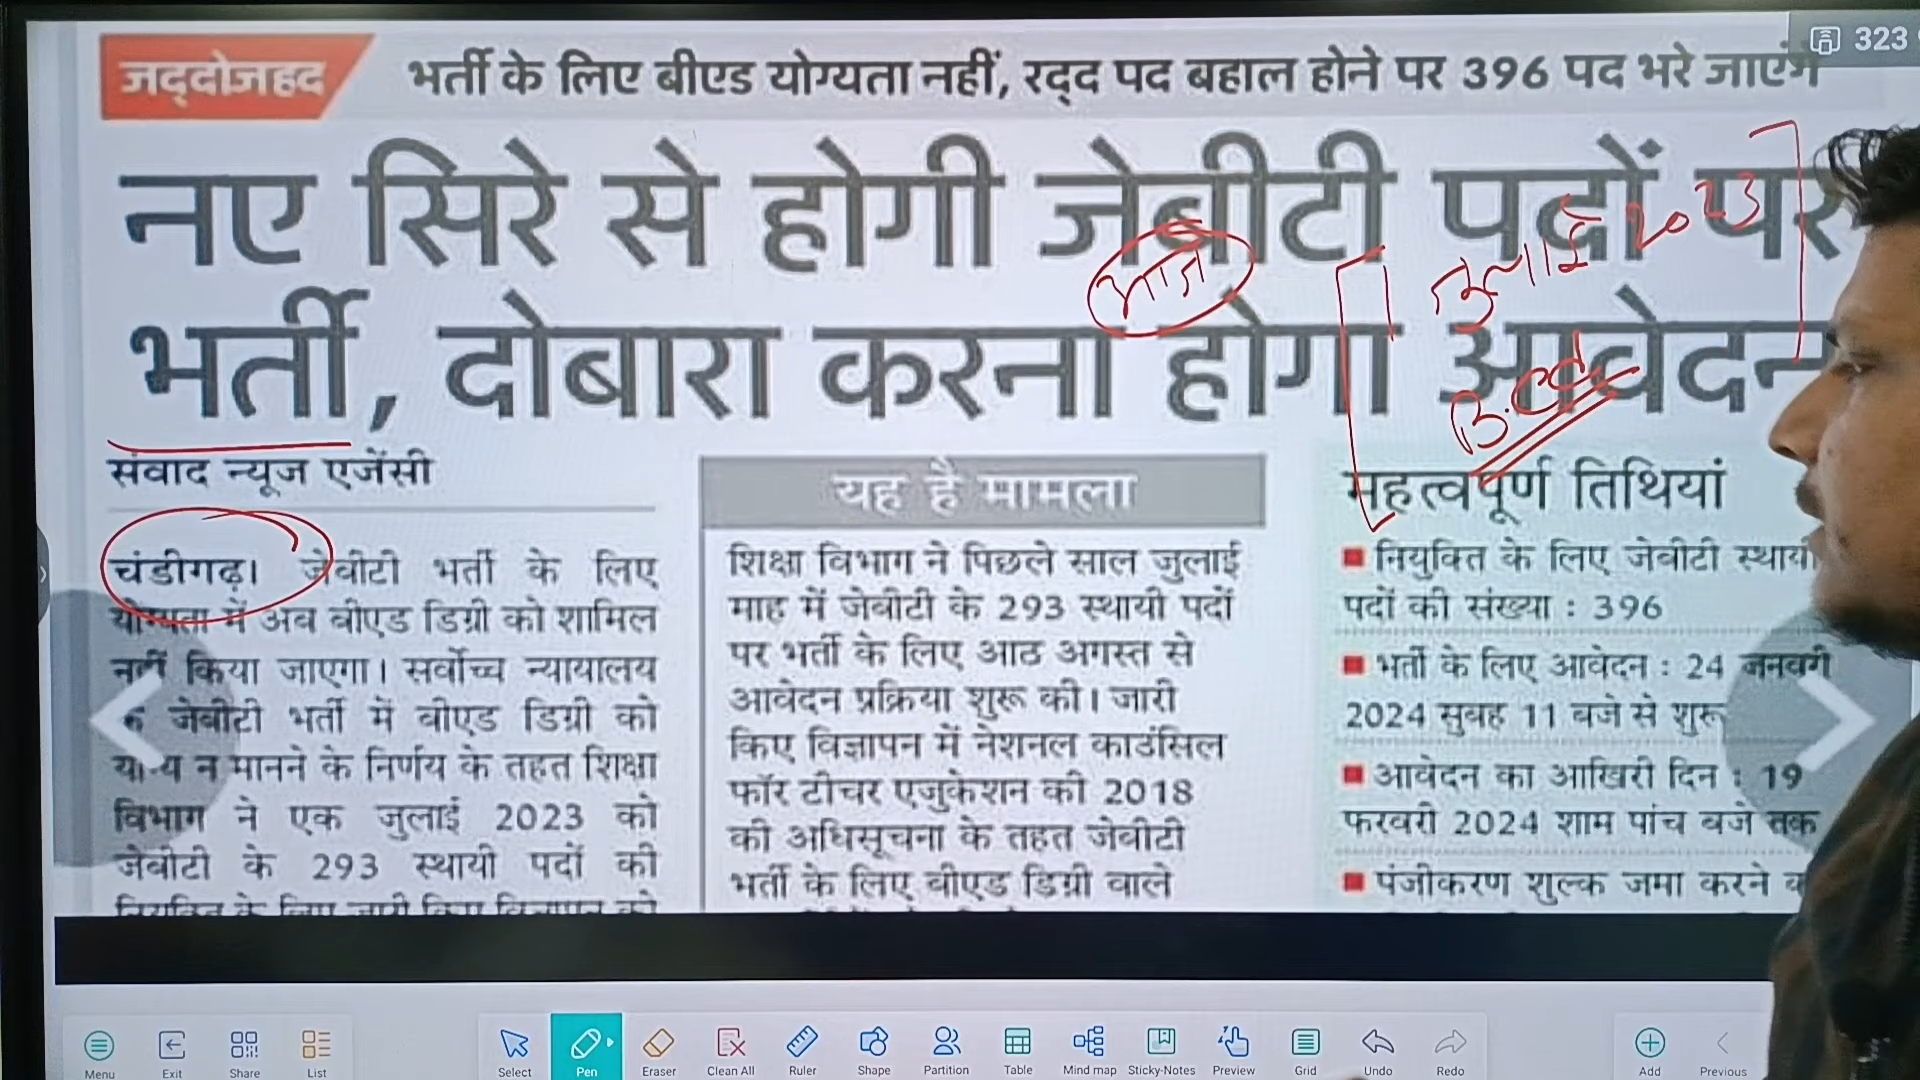 323
जद्दोजहद
भर्ती के लिए बीएड योग्यता नहीं, रद्द पद बहाल होने पर 396 पद भरे जाएंगे
नए सिरे से होगी जेबीटी पदों पर
भर्ती, दोबारा करना होगा आवेदन
आज
जुलाई 2023
B.ed
संवाद न्यूज एजेंसी
चंडीगढ़। जेबीटी भर्ती के लिए
योग्यता में अब बीएड डिग्री को शामिल
नहीं किया जाएगा। सर्वोच्च न्यायालय
के जेबीटी भर्ती में बीएड डिग्री को
योग्य न मानने के निर्णय के तहत शिक्षा
विभाग ने एक जुलाई 2023 को
जेबीटी के 293 स्थायी पदों की
नियुक्ति के लिए जारी किए विज्ञापन को
यह है मामला
शिक्षा विभाग ने पिछले साल जुलाई
माह में जेबीटी के 293 स्थायी पदों
पर भर्ती के लिए आठ अगस्त से
आवेदन प्रक्रिया शुरू की। जारी
किए विज्ञापन में नेशनल काउंसिल
फॉर टीचर एजुकेशन की 2018
की अधिसूचना के तहत जेबीटी
भर्ती के लिए बीएड डिग्री वाले
महत्वपूर्ण तिथियां
नियुक्ति के लिए जेबीटी स्थायी
पदों की संख्या : 396
भर्ती के लिए आवेदन : 24 जनवरी
2024 सुबह 11 बजे से शुरू
आवेदन का आखिरी दिन : 19
फरवरी 2024 शाम पांच बजे तक
पंजीकरण शुल्क जमा करने
Menu Exit Share List Select Pen Eraser Clean All Ruler Shape Partition Table Mind map Sticky-Notes Preview Grid Undo Redo Add Previous